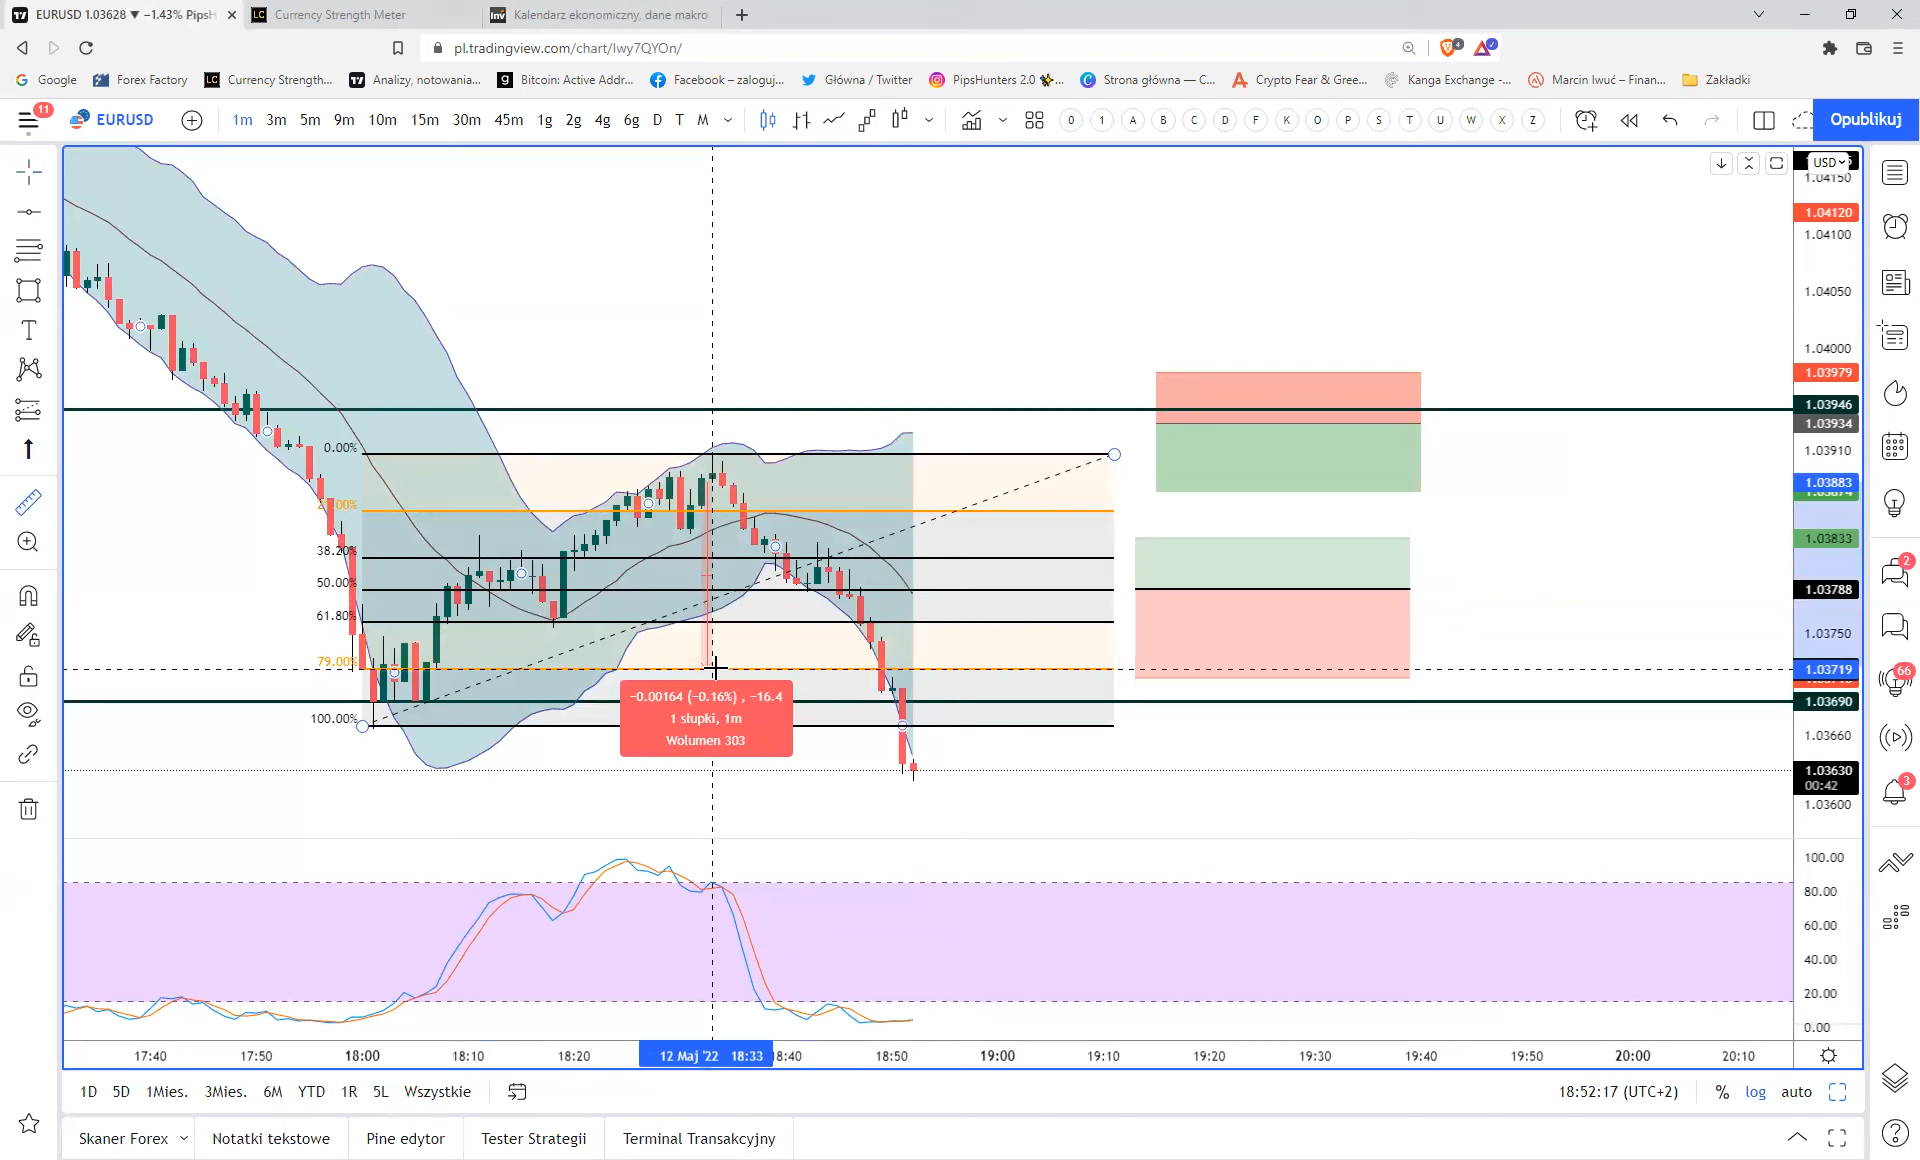 EURUSD 1.03628 ▼ −1.43% PipsH
Currency Strength Meter
Kalendarz ekonomiczny, dane makro
pl.tradingview.com/chart/Iwy7QYOn/
4
Google
Forex Factory
Currency Strength...
Analizy, notowania...
Bitcoin: Active Addr...
Facebook – zaloguj...
Główna / Twitter
PipsHunters 2.0
Strona główna — C...
Crypto Fear & Gree...
Kanga Exchange -...
Marcin Iwuć – Finan...
Zakładki
11
EURUSD
1m 3m 5m 9m 10m 15m 30m 45m 1g 2g 4g 6g D T M
0 1 A B C D F K O P S T U W X Z
Opublikuj
USD
1.04150
1.04120
1.04100
1.04050
1.04000
1.03979
1.03946
1.03934
1.03910
1.03883
1.03833
1.03788
1.03750
1.03719
1.03690
1.03660
1.03630
00:42
1.03600
0.00%
38.20%
50.00%
61.80%
79.00%
100.00%
−0.00164 (−0.16%) , −16.4
1 słupki, 1m
Wolumen 303
100.00
80.00
60.00
40.00
20.00
0.00
17:40 17:50 18:00 18:10 18:20 12 Maj '22 18:33 18:40 18:50 19:00 19:10 19:20 19:30 19:40 19:50 20:00 20:10
1D 5D 1Mies. 3Mies. 6M YTD 1R 5L Wszystkie
18:52:17 (UTC+2) % log auto
Skaner Forex
Notatki tekstowe
Pine edytor
Tester Strategii
Terminal Transakcyjny
2
66
3